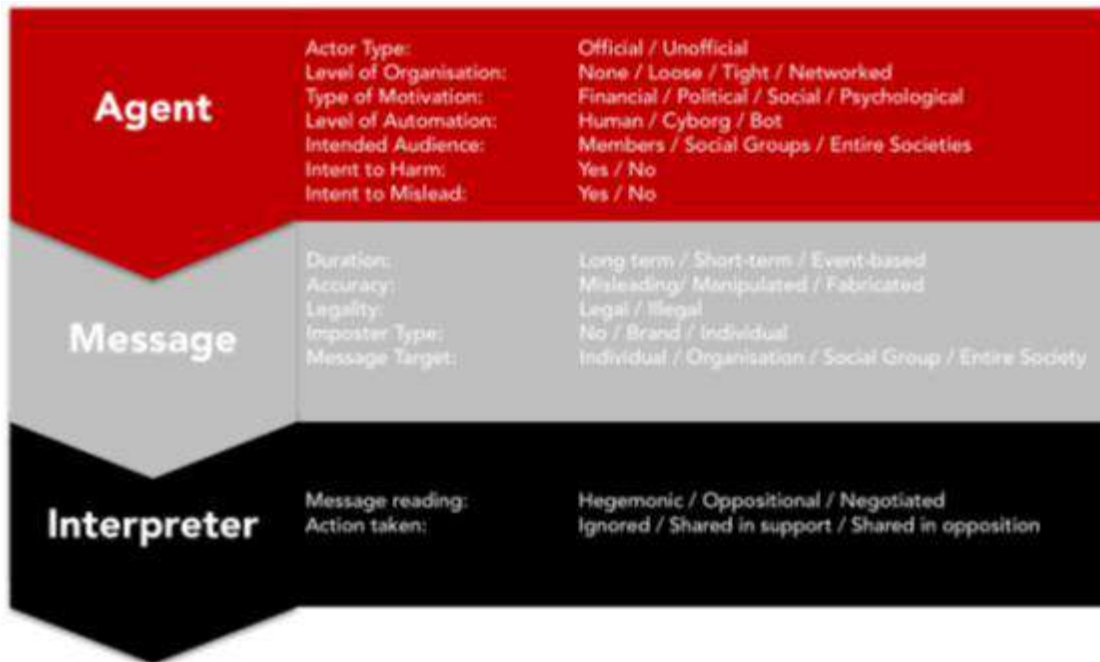 Agent
Actor Type: Official / Unofficial
Level of Organisation: None / Loose / Tight / Networked
Type of Motivation: Financial / Political / Social / Psychological
Level of Automation: Human / Cyborg / Bot
Intended Audience: Members / Social Groups / Entire Societies
Intent to Harm: Yes / No
Intent to Mislead: Yes / No
Message
Duration: Long term / Short-term / Event-based
Accuracy: Misleading/ Manipulated / Fabricated
Legality: Legal / Illegal
Imposter Type: No / Brand / Individual
Message Target: Individual / Organisation / Social Group / Entire Society
Interpreter
Message reading: Hegemonic / Oppositional / Negotiated
Action taken: Ignored / Shared in support / Shared in opposition